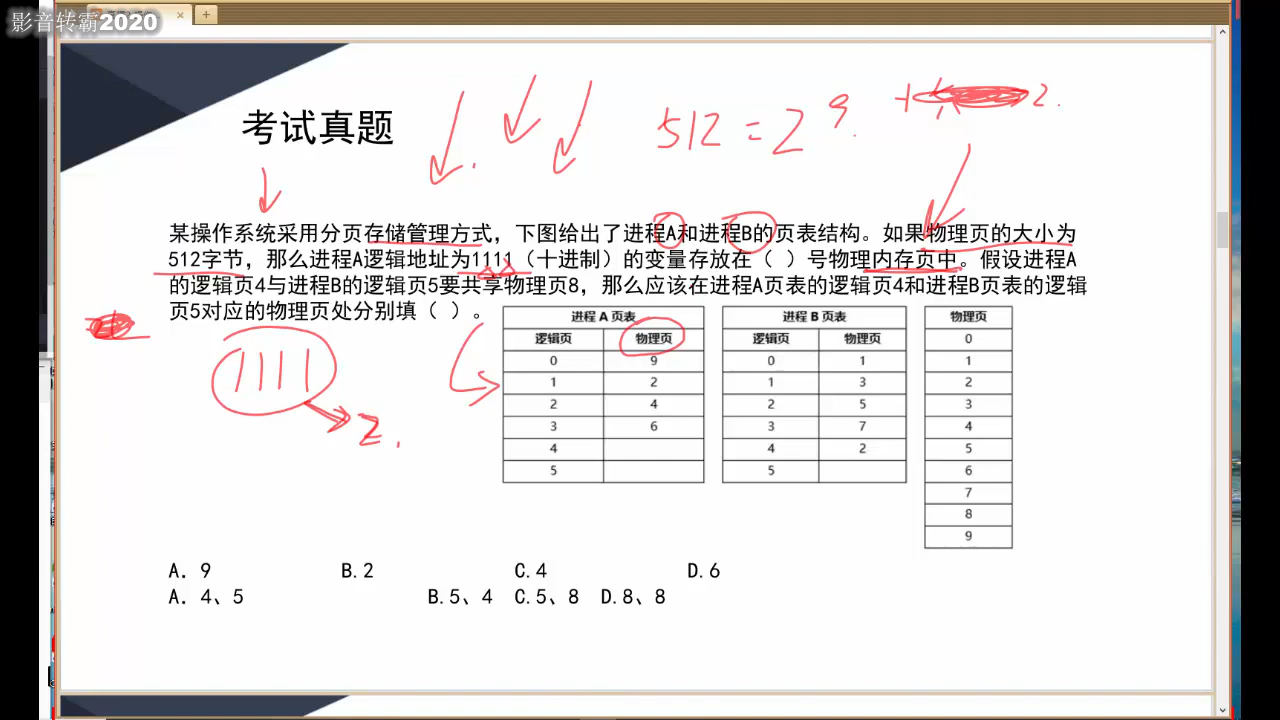 影音转霸2020
考试真题
512 = 2 9
2.
某操作系统采用分页存储管理方式，下图给出了进程A和进程B的页表结构。如果物理页的大小为
512字节，那么进程A逻辑地址为1111（十进制）的变量存放在（ ）号物理内存页中。假设进程A
的逻辑页4与进程B的逻辑页5要共享物理页8，那么应该在进程A页表的逻辑页4和进程B页表的逻辑
页5对应的物理页处分别填（ ）。
1111
2.
进程 A 页表
逻辑页 物理页
0 9
1 2
2 4
3 6
4
5
进程 B 页表
逻辑页 物理页
0 1
1 3
2 5
3 7
4 2
5
物理页
0
1
2
3
4
5
6
7
8
9
A. 9 B.2 C.4 D.6
A. 4、5 B.5、4 C.5、8 D.8、8